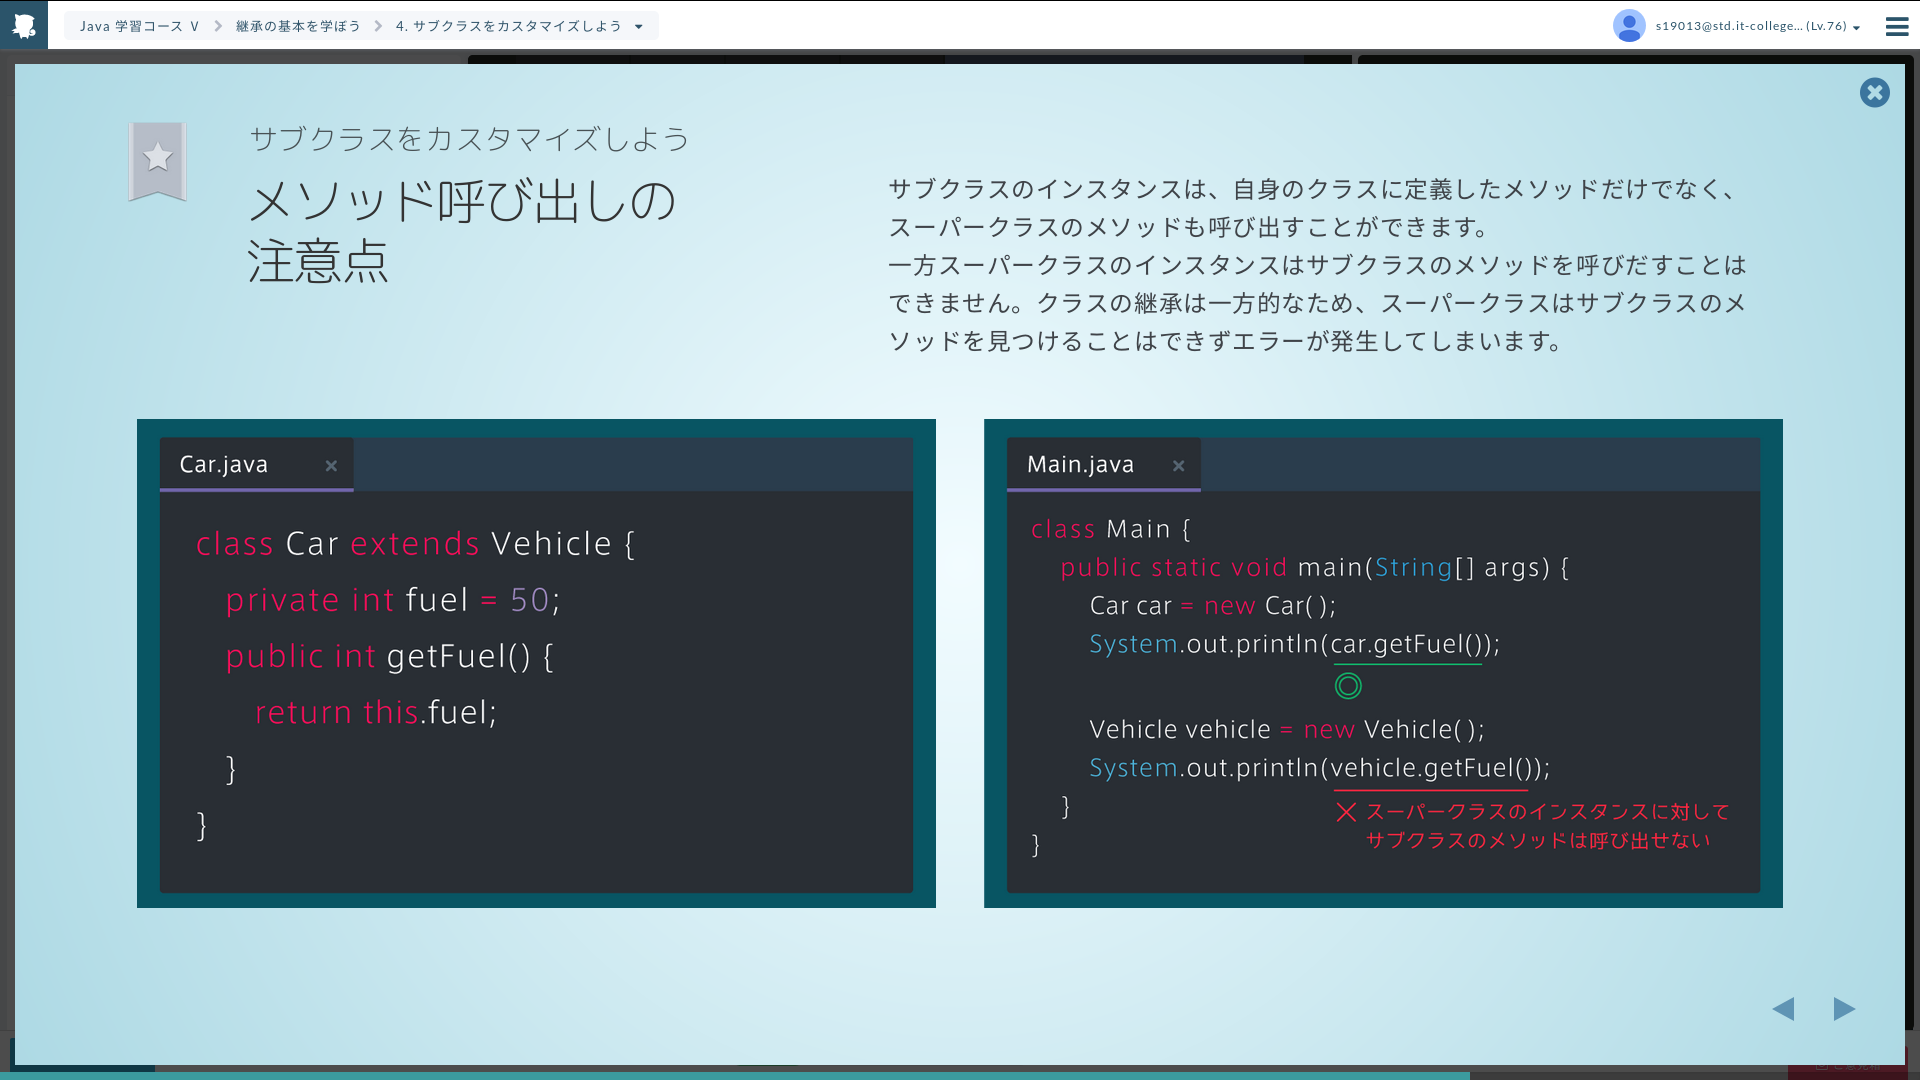 Java 学習コース Ⅴ
継承の基本を学ぼう
4. サブクラスをカスタマイズしよう
s19013@std.it-college... (Lv.76)
サブクラスをカスタマイズしよう
メソッド呼び出しの
注意点
サブクラスのインスタンスは、自身のクラスに定義したメソッドだけでなく、
スーパークラスのメソッドも呼び出すことができます。
一方スーパークラスのインスタンスはサブクラスのメソッドを呼びだすことは
できません。クラスの継承は一方的なため、スーパークラスはサブクラスのメ
ソッドを見つけることはできずエラーが発生してしまいます。
Car.java ×
class Car extends Vehicle {
private int fuel = 50;
public int getFuel() {
return this.fuel;
}
}
Main.java ×
class Main {
public static void main(String[] args) {
Car car = new Car( );
System.out.println(car.getFuel());
◎
Vehicle vehicle = new Vehicle( );
System.out.println(vehicle.getFuel());
}
}
× スーパークラスのインスタンスに対して
サブクラスのメソッドは呼び出せない